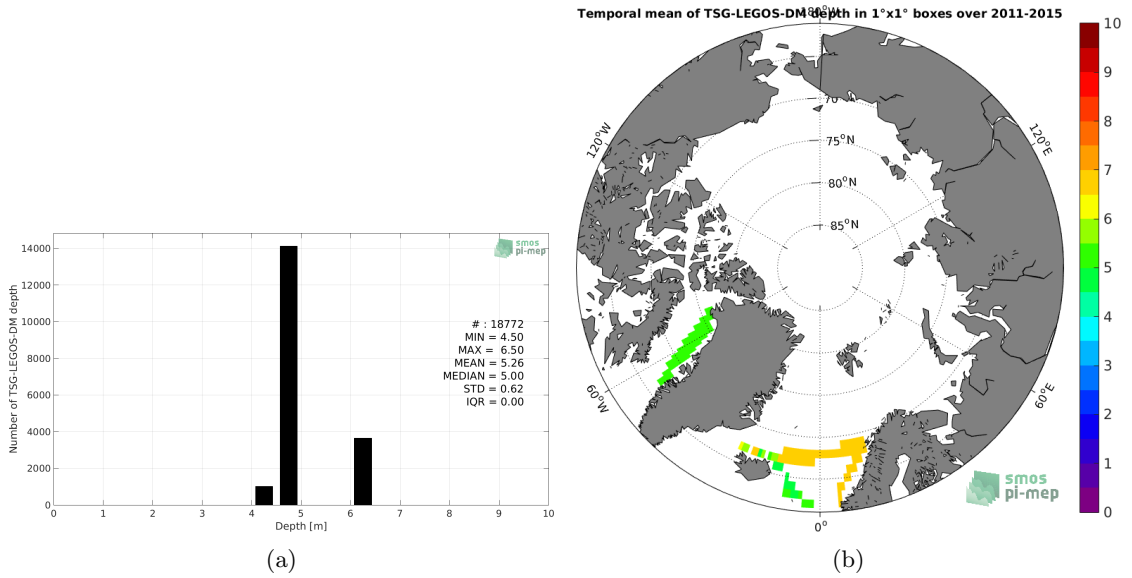 Temporal mean of TSG-LEGOS-DM depth in 1°x1° boxes over 2011-2015
180°W
70
75°N
80°N
85°N
120°W
120°E
60°W
60°E
0°
10
9
8
7
6
5
4
3
2
1
0
smos
pi-mep
14000
12000
10000
8000
6000
4000
2000
0
Number of TSG-LEGOS-DM depth
smos
pi-mep
# : 18772
MIN = 4.50
MAX = 6.50
MEAN = 5.26
MEDIAN = 5.00
STD = 0.62
IQR = 0.00
0 1 2 3 4 5 6 7 8 9 10
Depth [m]
(a)
(b)